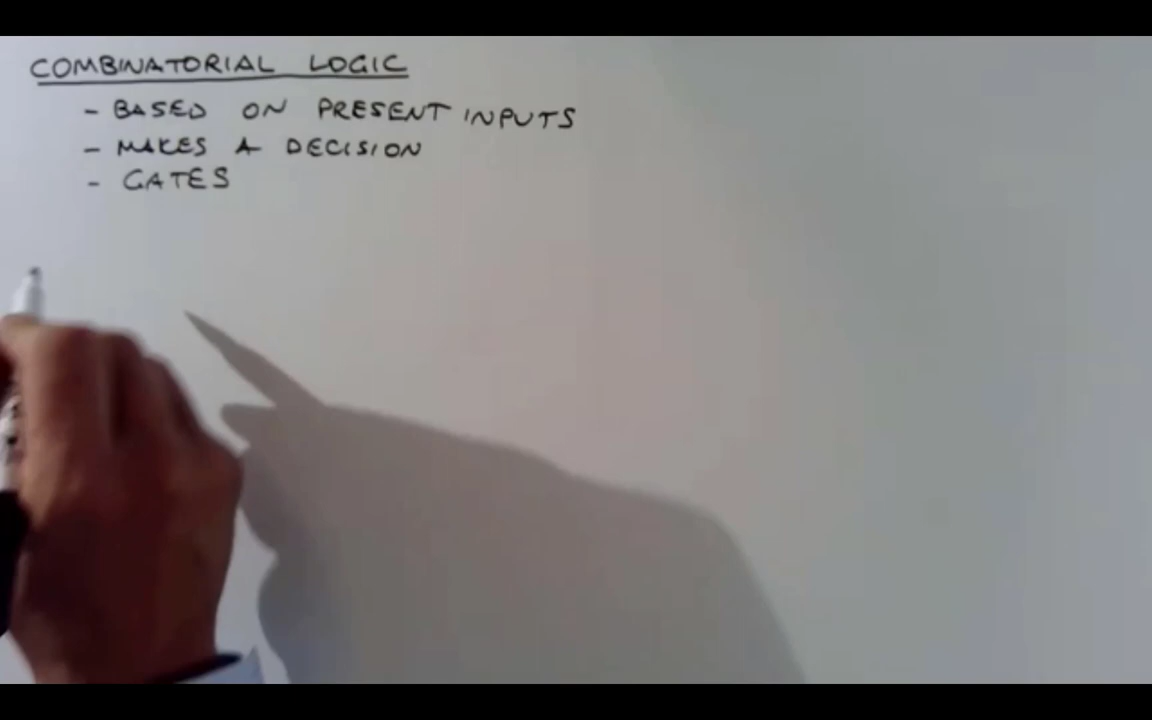 COMBINATORIAL LOGIC
- BASED ON PRESENT INPUTS
- MAKES A DECISION
- GATES